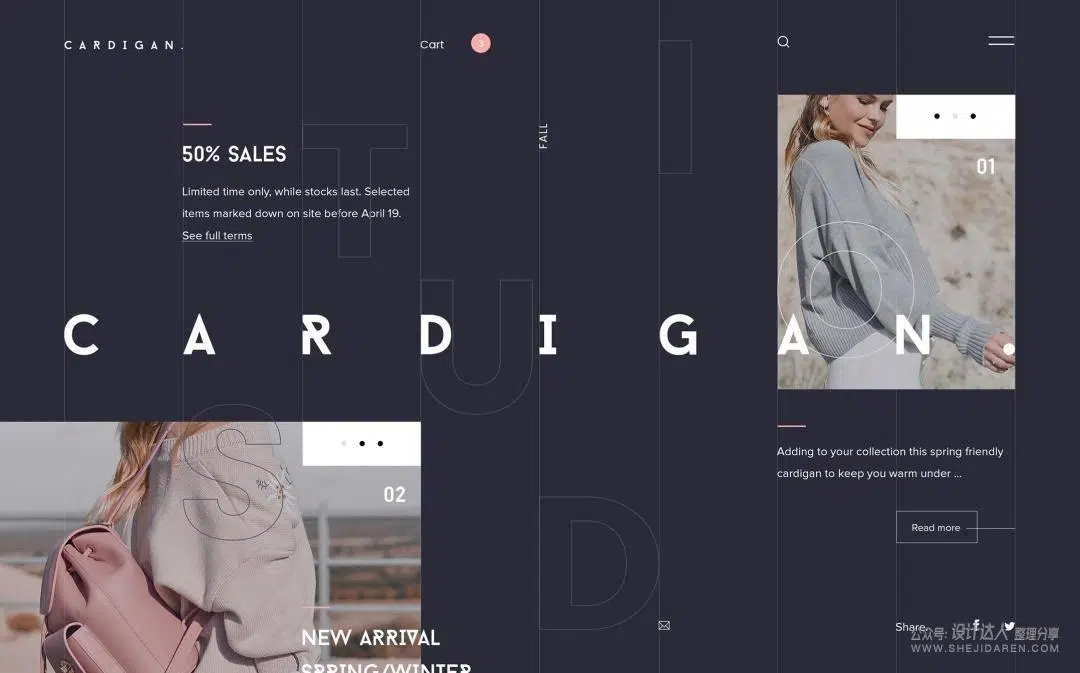 CARDIGAN.
Cart
3
FALL
50% SALES
Limited time only, while stocks last. Selected
items marked down on site before April 19.
See full terms
01
STUDIO
CARDIGAN.
02
Adding to your collection this spring friendly
cardigan to keep you warm under ...
Read more
NEW ARRIVAL
SPRING/WINTER
Share
公众号: 设计达人 整理分享
WWW.SHEJIDAREN.COM